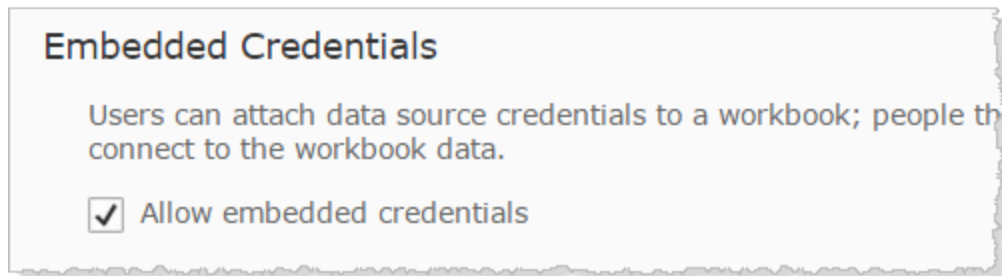 Embedded Credentials
Users can attach data source credentials to a workbook; people
connect to the workbook data.
Allow embedded credentials